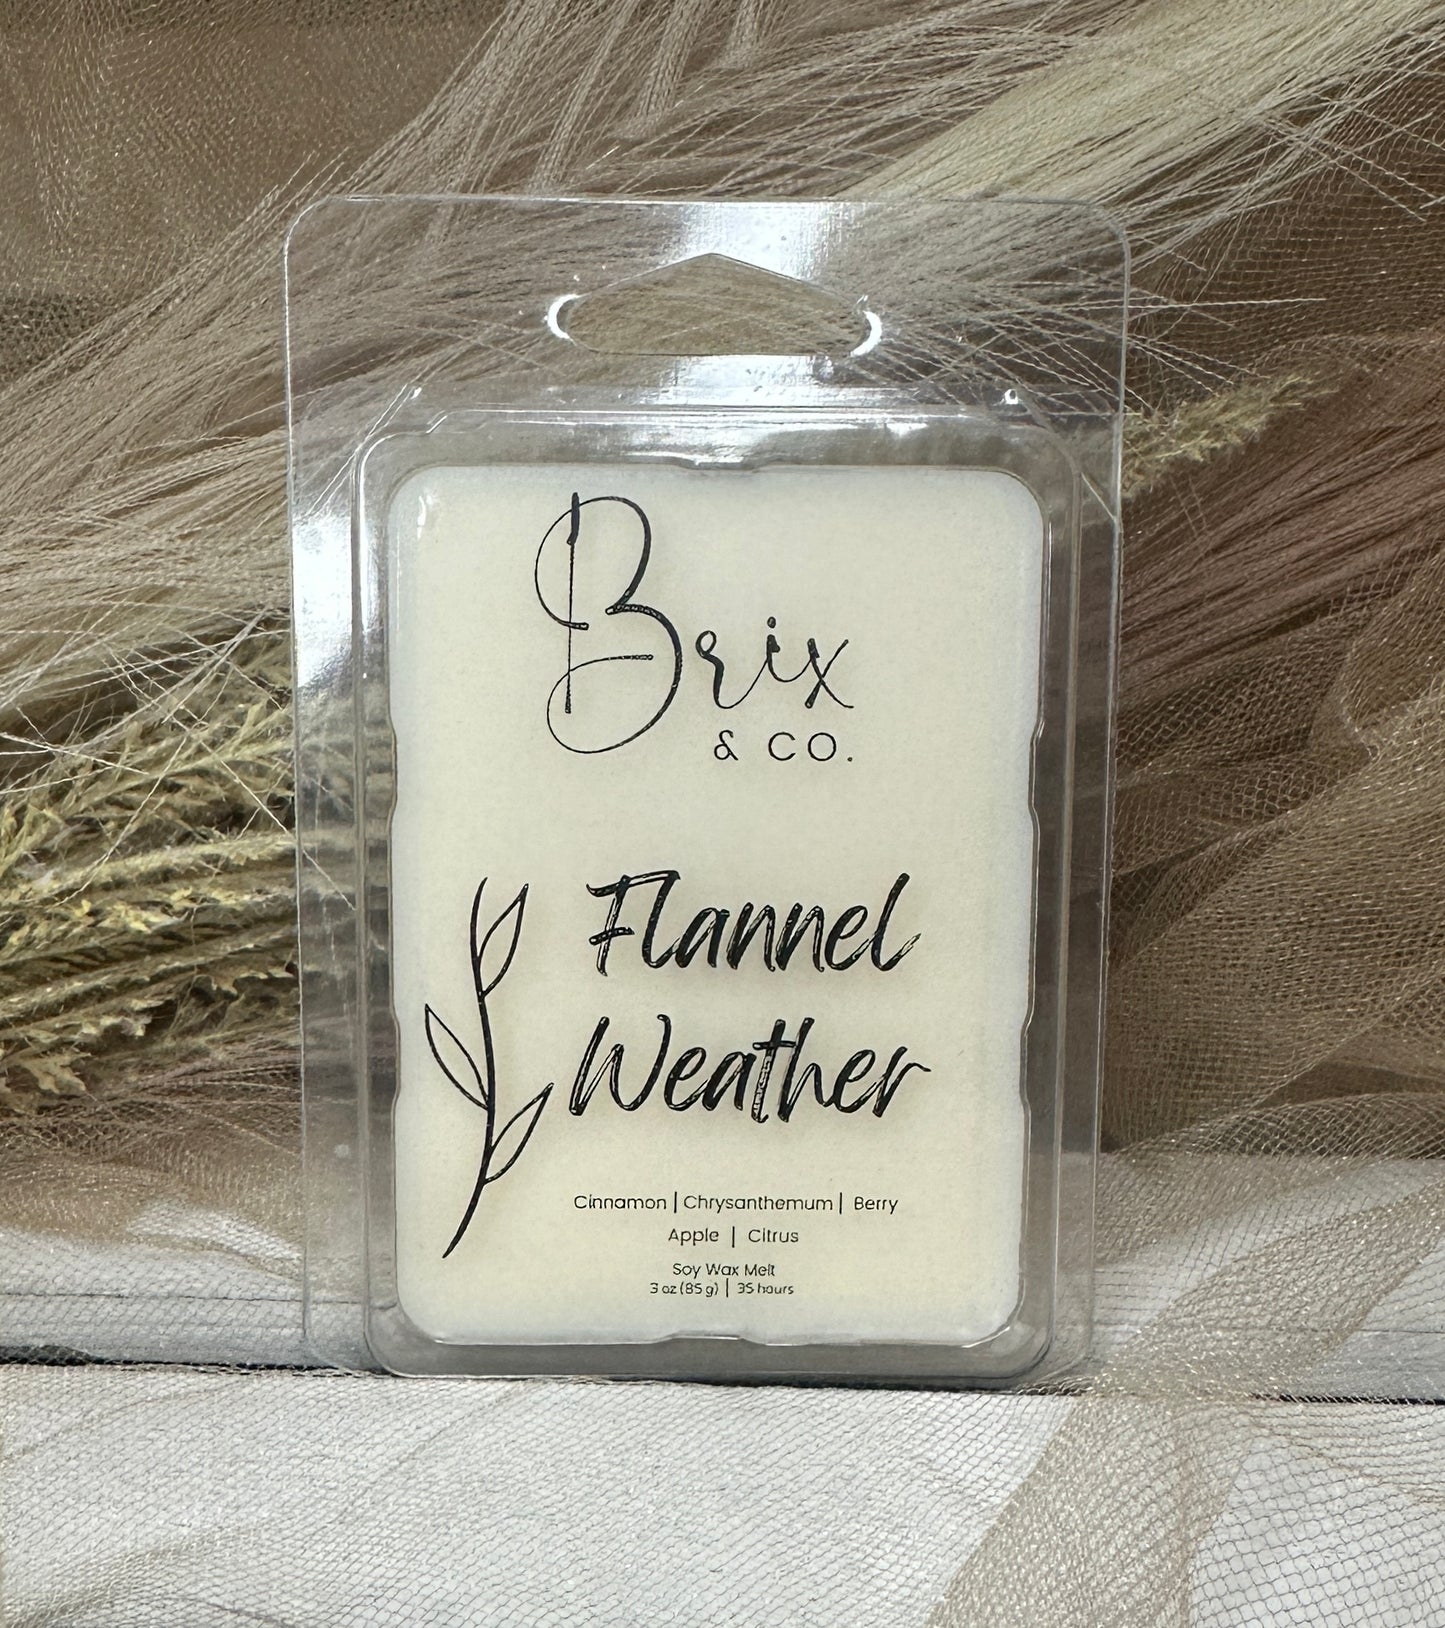 Brix
& CO.
Flannel
Weather
Cinnamon | Chrysanthemum | Berry
Apple | Citrus
Soy Wax Melt
3 oz (85 g) | 35 hours